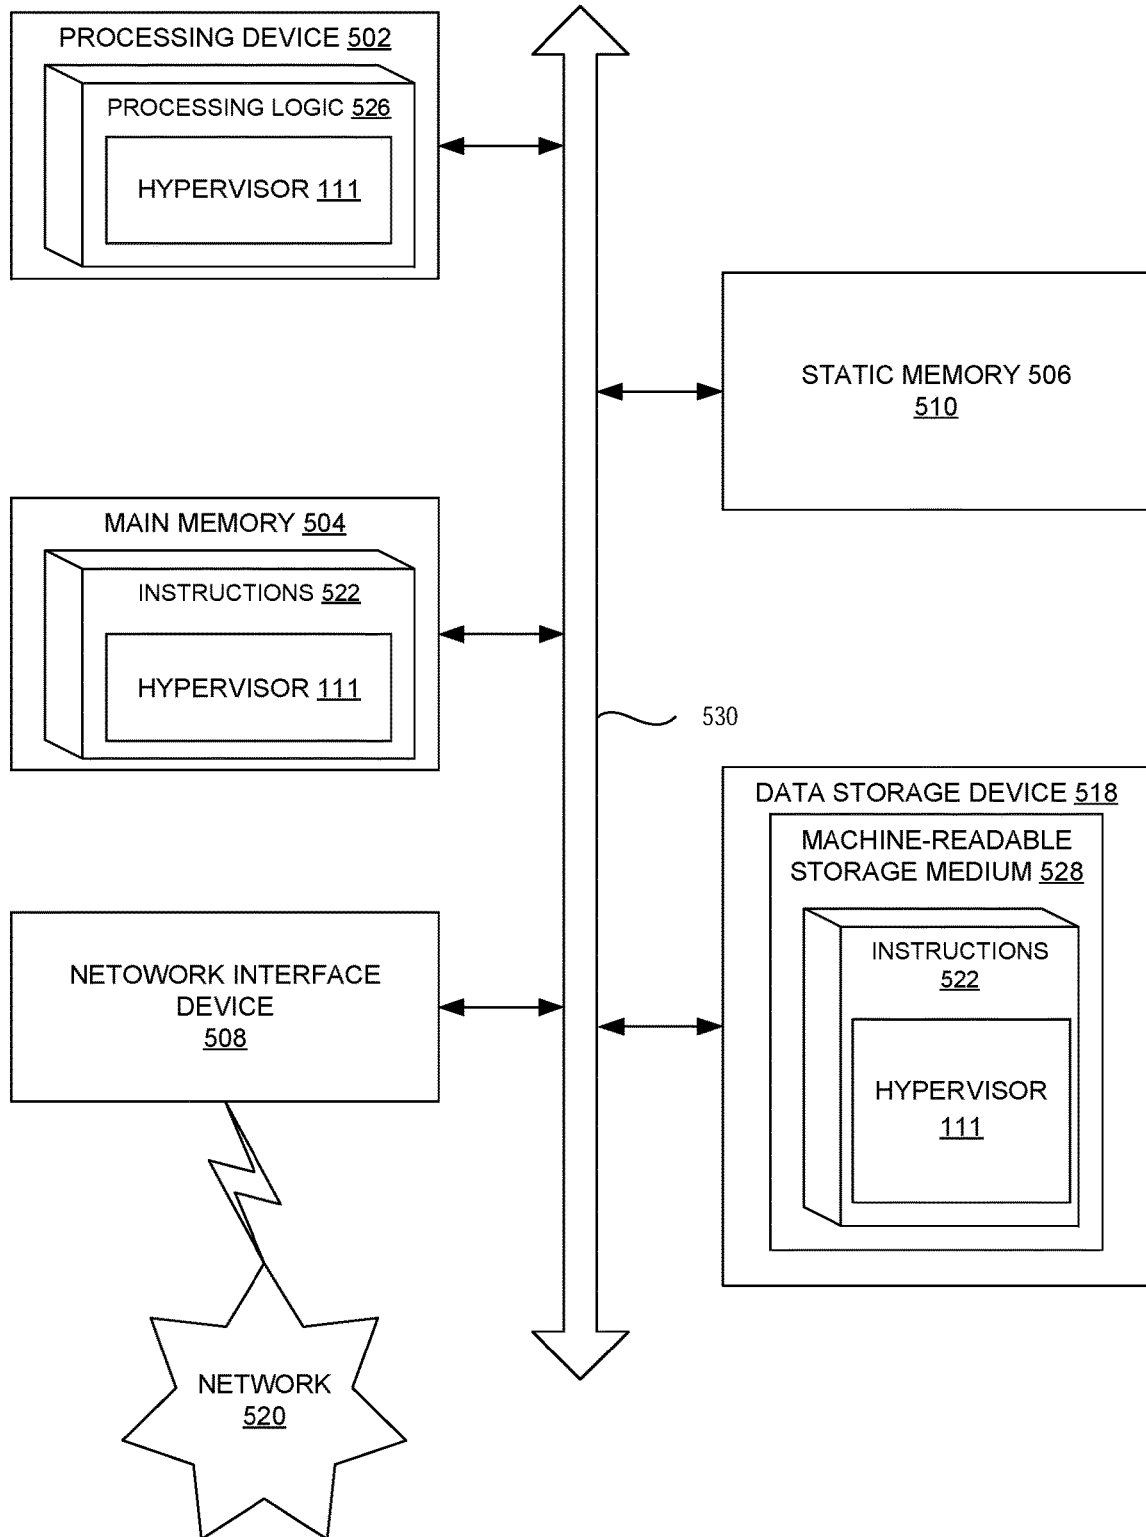 PROCESSING DEVICE 502
PROCESSING LOGIC 526
HYPERVISOR 111
STATIC MEMORY 506
510
MAIN MEMORY 504
INSTRUCTIONS 522
HYPERVISOR 111
530
DATA STORAGE DEVICE 518
MACHINE-READABLE
STORAGE MEDIUM 528
INSTRUCTIONS
522
HYPERVISOR
111
NETOWORK INTERFACE
DEVICE
508
NETWORK
520